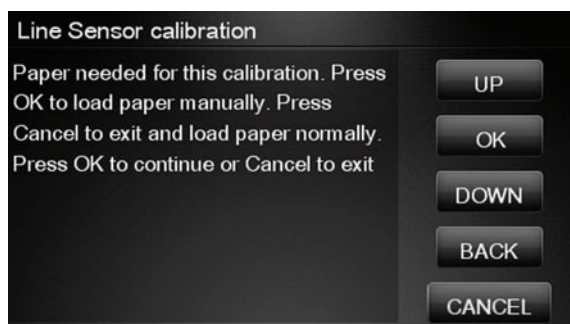 Line Sensor calibration
Paper needed for this calibration. Press
OK to load paper manually. Press
Cancel to exit and load paper normally.
Press OK to continue or Cancel to exit
UP
OK
DOWN
BACK
CANCEL